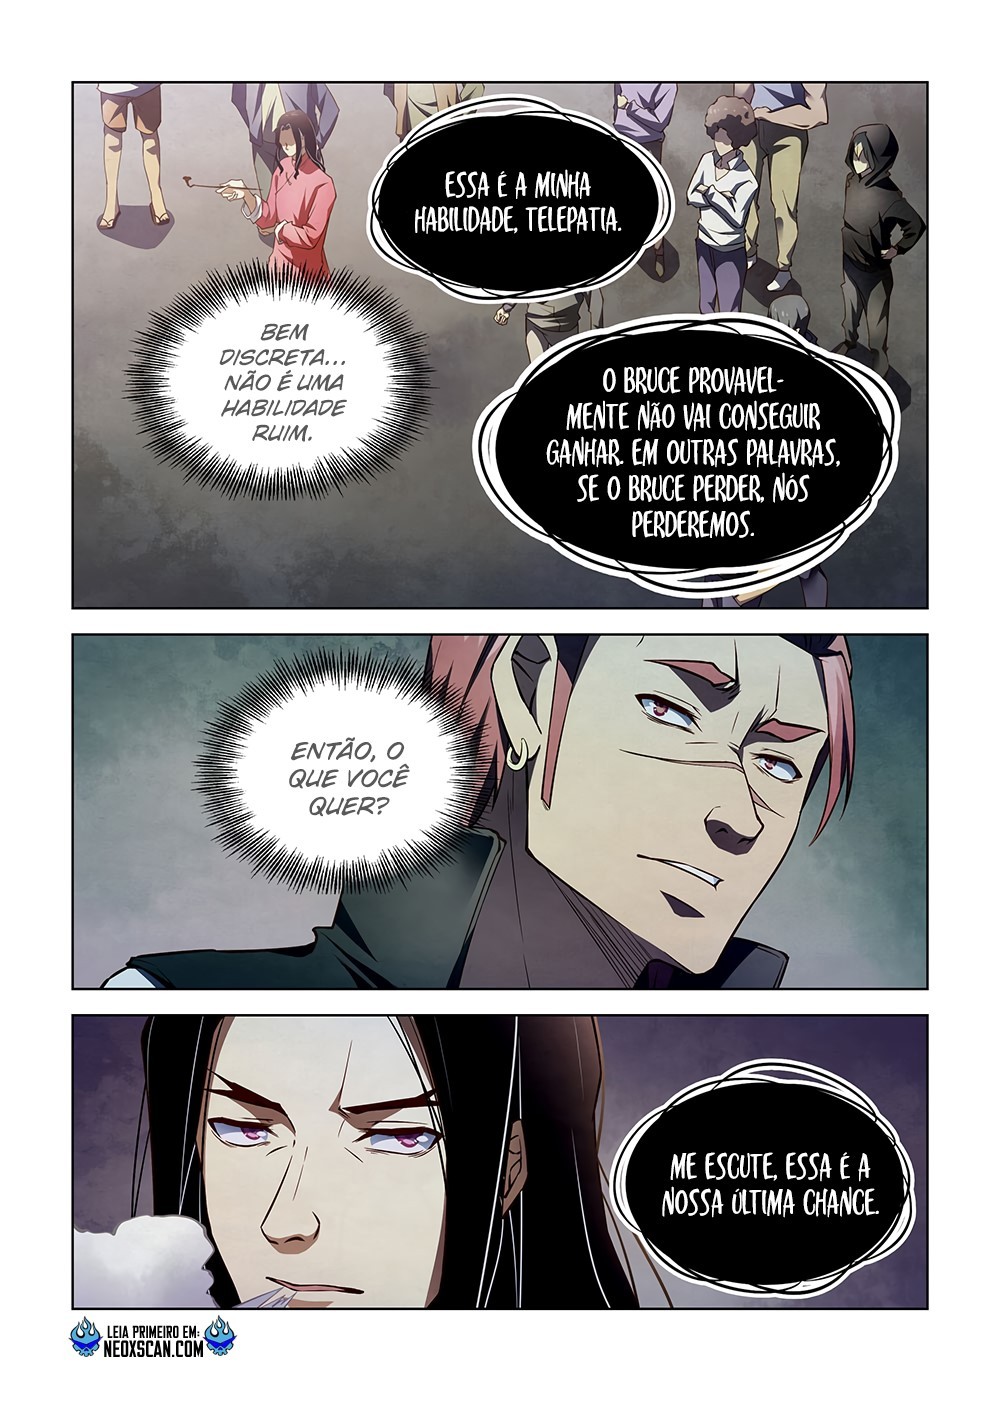 ESSA É A MINHA
HABILIDADE, TELEPATIA.
BEM
DISCRETA...
NÃO É UMA
HABILIDADE
RUIM.
O BRUCE PROVAVEL-
MENTE NÃO VAI CONSEGUIR
GANHAR. EM OUTRAS PALAVRAS,
SE O BRUCE PERDER, NÓS
PERDEREMOS.
ENTÃO, O
QUE VOCÊ
QUER?
ME ESCUTE, ESSA É A
NOSSA ÚLTIMA CHANCE.
LEIA PRIMEIRO EM:
NEOXSCAN.COM